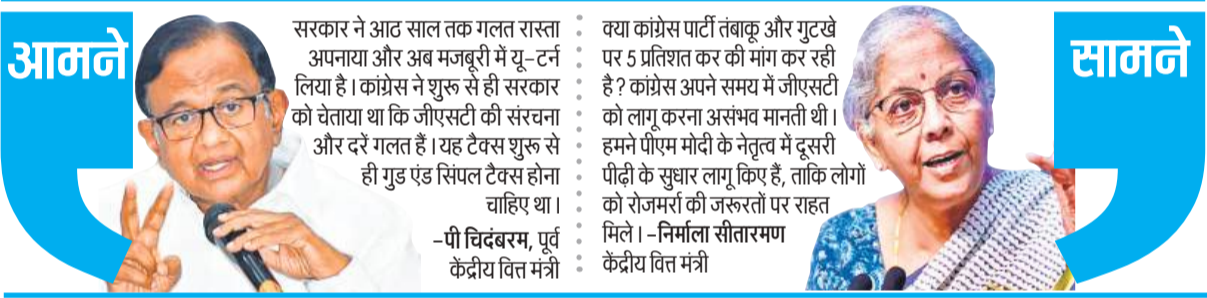 आमने
सरकार ने आठ साल तक गलत रास्ता
अपनाया और अब मजबूरी में यू-टर्न
लिया है। कांग्रेस ने शुरू से ही सरकार
को चेताया था कि जीएसटी की संरचना
और दरें गलत हैं। यह टैक्स शुरू से
ही गुड एंड सिंपल टैक्स होना
चाहिए था।
-पी चिदंबरम, पूर्व
केंद्रीय वित्त मंत्री
क्या कांग्रेस पार्टी तंबाकू और गुटखे
पर 5 प्रतिशत कर की मांग कर रही
है? कांग्रेस अपने समय में जीएसटी
को लागू करना असंभव मानती थी।
हमने पीएम मोदी के नेतृत्व में दूसरी
पीढ़ी के सुधार लागू किए हैं, ताकि लोगों
को रोजमर्रा की जरूरतों पर राहत
मिले। -निर्मला सीतारमण
केंद्रीय वित्त मंत्री
सामने